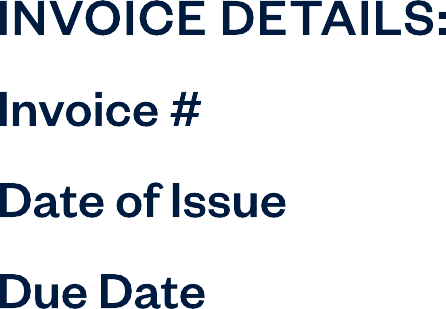 INVOICE DETAILS:
Invoice #
Date of Issue
Due Date